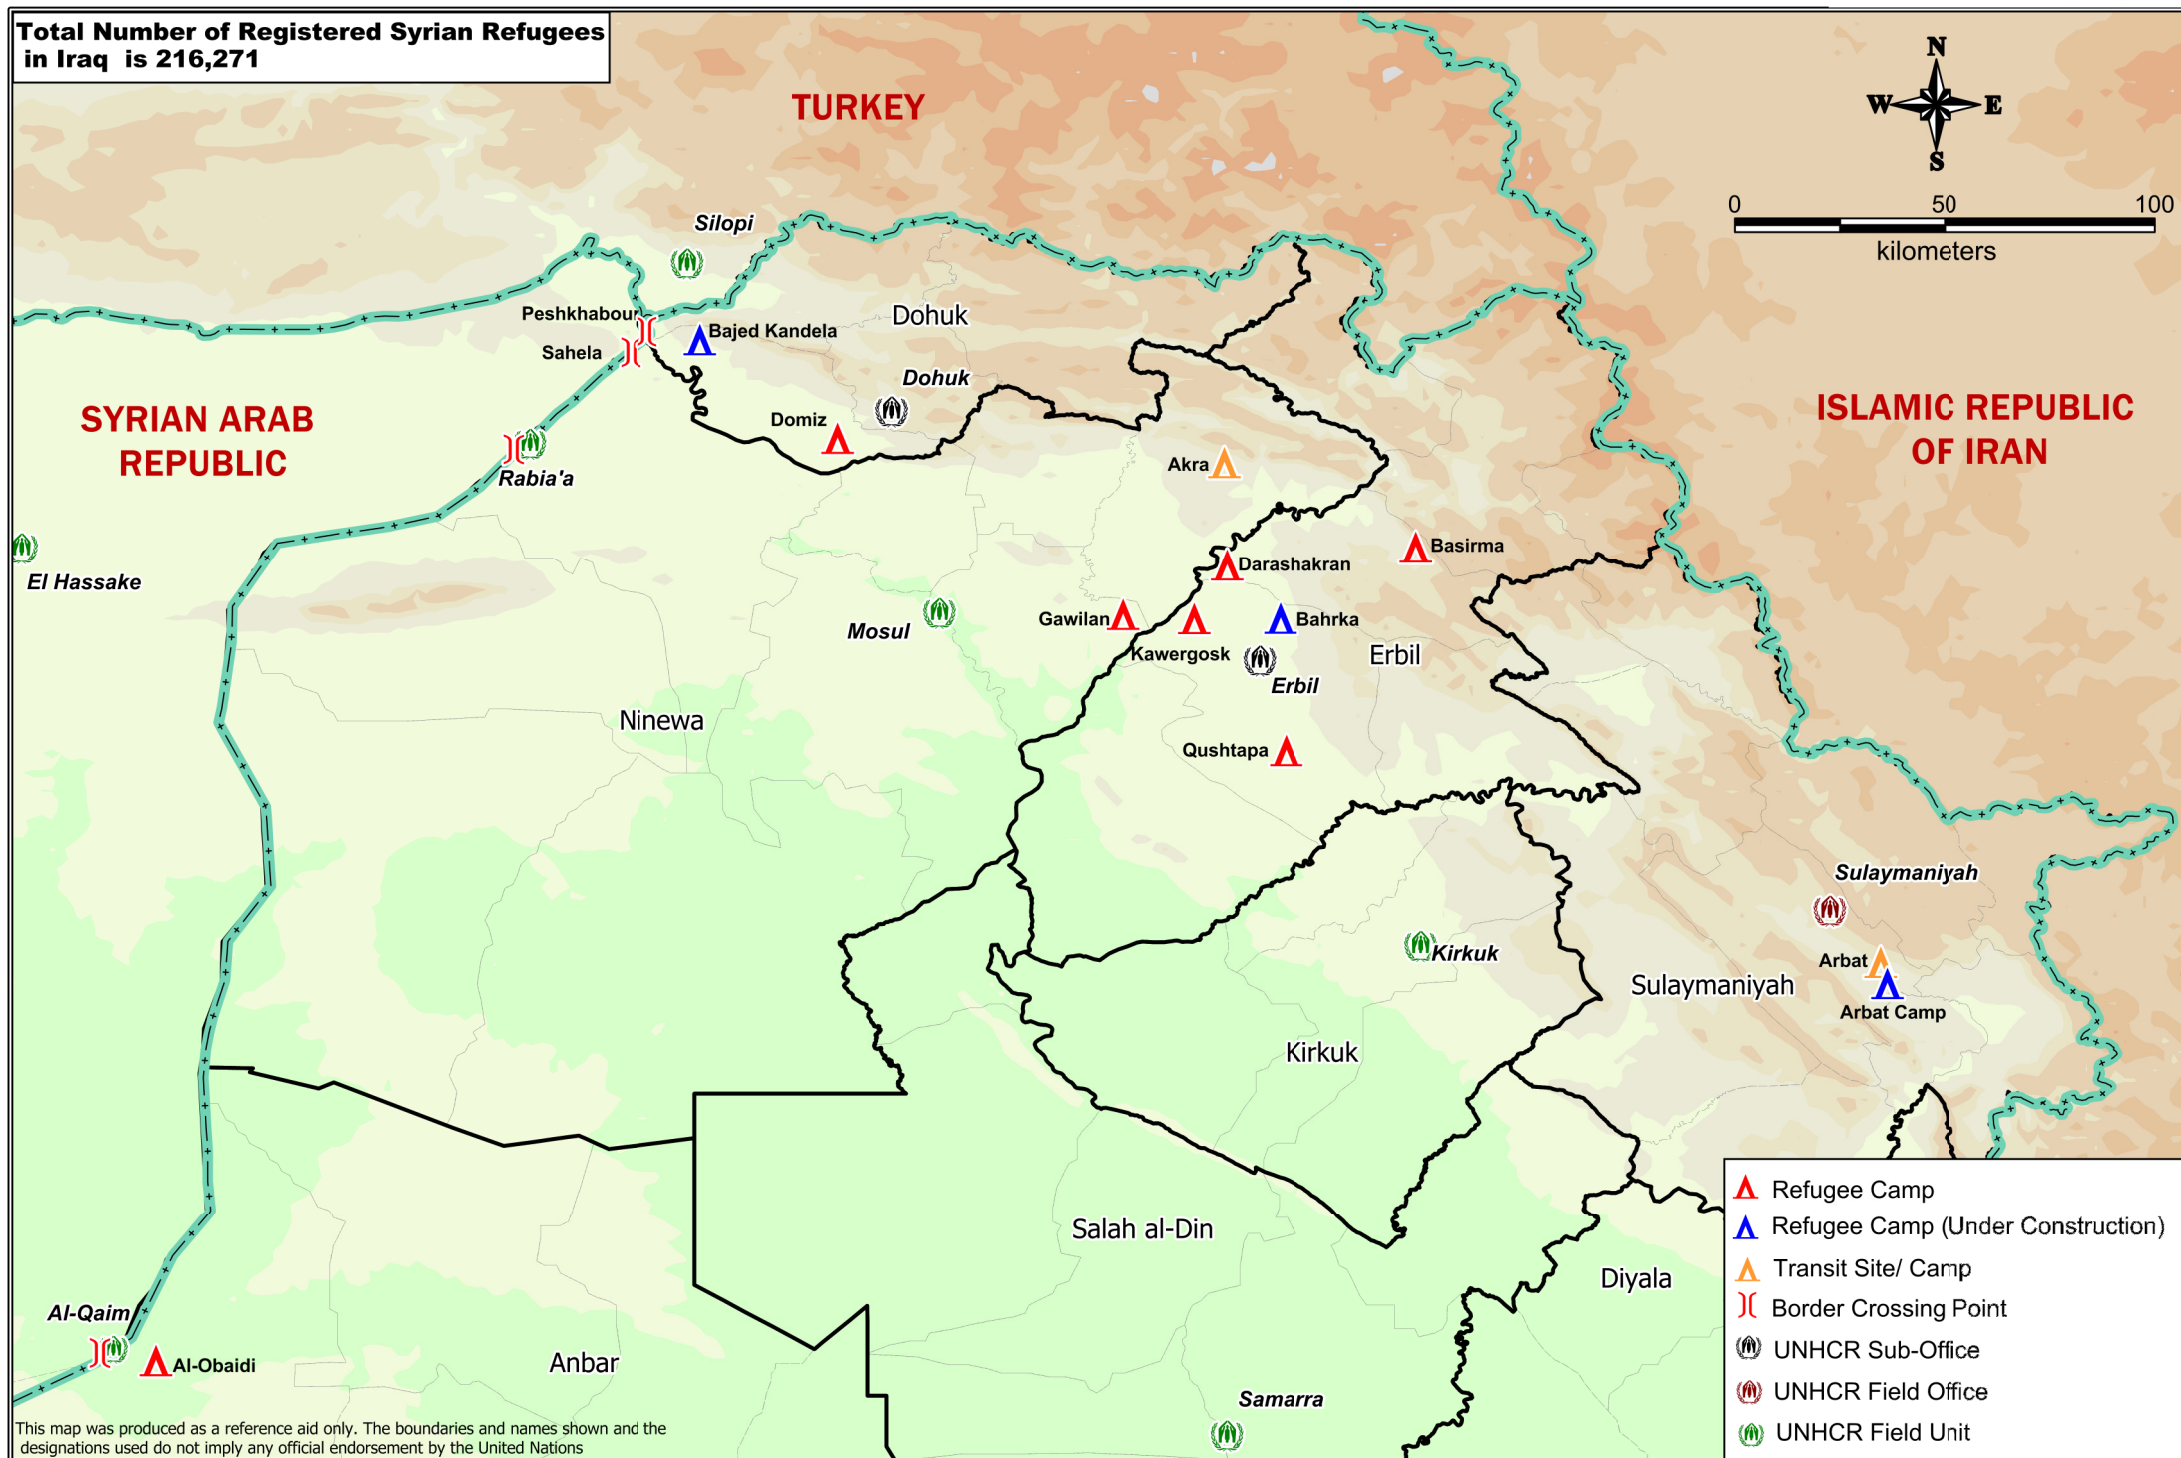 Total Number of Registered Syrian Refugees
in Iraq is 216,271
TURKEY
N
W E
S
0 50 100
kilometers
Silopi
Peshkhabour
Sahela
Bajed Kandela
Dohuk
Dohuk
Domiz
SYRIAN ARAB
REPUBLIC
ISLAMIC REPUBLIC
OF IRAN
Rabia'a
Akra
El Hassake
Basirma
Darashakran
Gawilan
Bahrka
Mosul
Kawergosk
Erbil
Erbil
Ninewa
Qushtapa
Sulaymaniyah
Kirkuk
Arbat
Sulaymaniyah
Arbat Camp
Kirkuk
Salah al-Din
Diyala
Al-Qaim
Al-Obaidi
Anbar
Samarra
Refugee Camp
Refugee Camp (Under Construction)
Transit Site/ Camp
Border Crossing Point
UNHCR Sub-Office
UNHCR Field Office
UNHCR Field Unit
This map was produced as a reference aid only. The boundaries and names shown and the
designations used do not imply any official endorsement by the United Nations